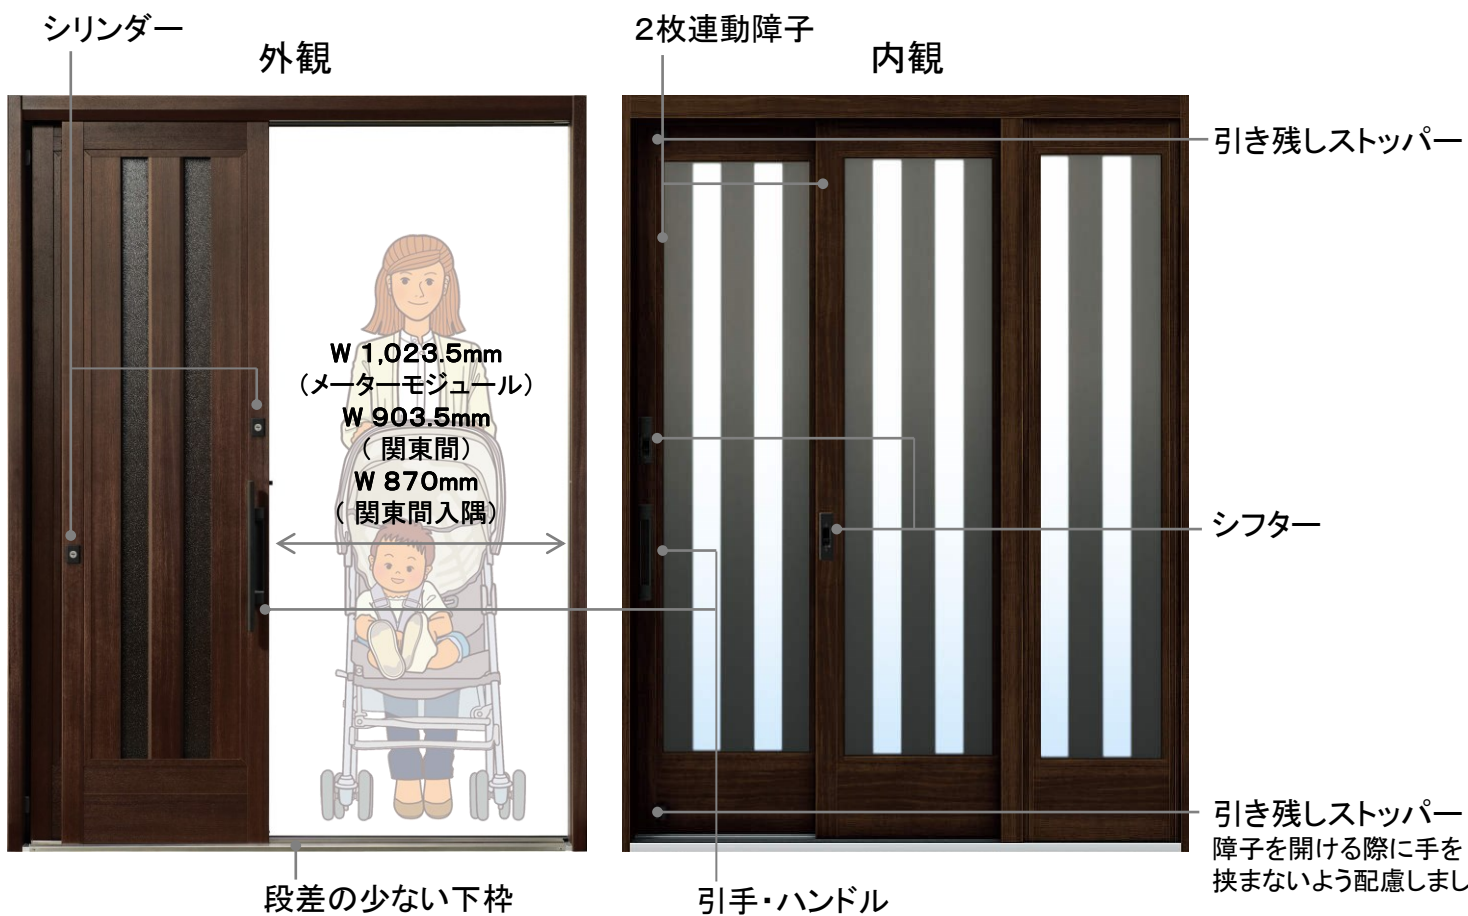 シリンダー
外観
2枚連動障子
内観
引き残しストッパー
W 1,023.5mm
(メーターモジュール)
W 903.5mm
( 関東間)
W 870mm
( 関東間入隅)
シフター
引き残しストッパー
障子を開ける際に手を
挟まないよう配慮しまし
段差の少ない下枠
引手・ハンドル